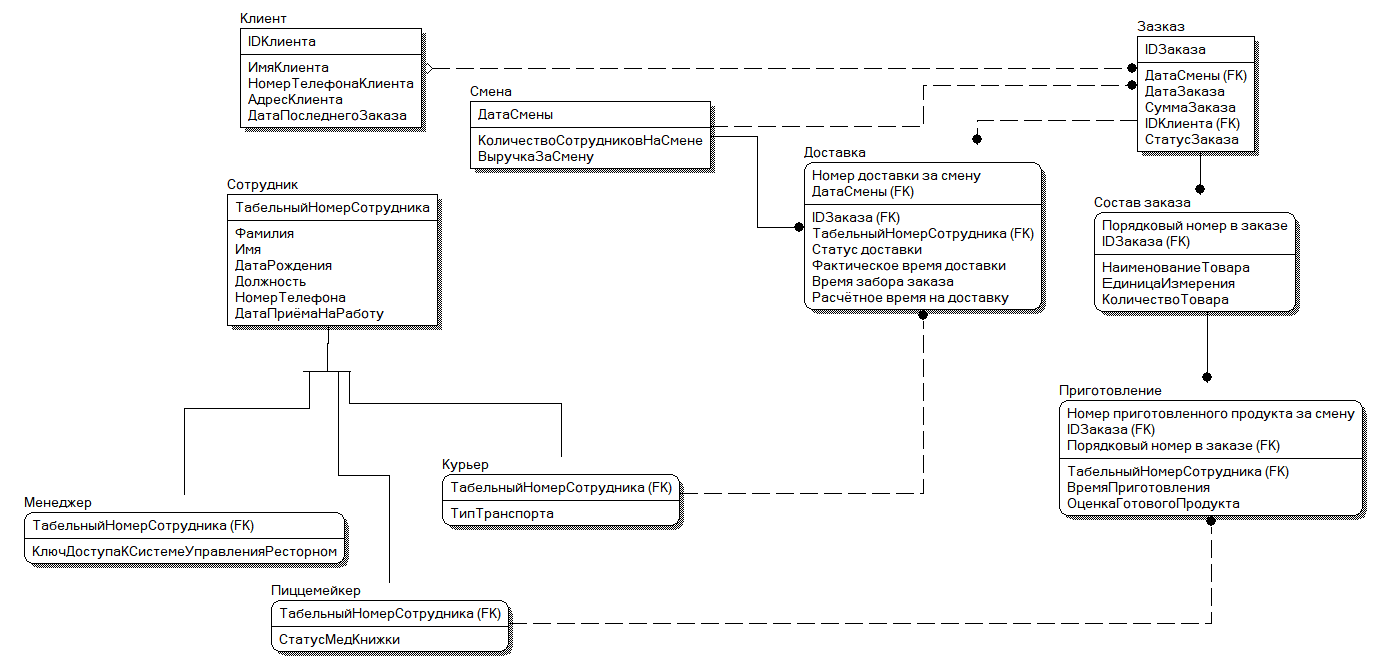 Клиент
IDКлиента
ИмяКлиента
НомерТелефонаКлиента
АдресКлиента
ДатаПоследнегоЗаказа
Смена
ДатаСмены
КоличествоСотрудниковНаСмене
ВыручкаЗаСмену
Зазказ
IDЗаказа
ДатаСмены (FK)
ДатаЗаказа
СуммаЗаказа
IDКлиента (FK)
СтатусЗаказа
Доставка
Номер доставки за смену
ДатаСмены (FK)
IDЗаказа (FK)
ТабельныйНомерСотрудника (FK)
Статус доставки
Фактическое время доставки
Время забора заказа
Расчётное время на доставку
Сотрудник
ТабельныйНомерСотрудника
Фамилия
Имя
ДатаРождения
Должность
НомерТелефона
ДатаПриёмаНаРаботу
Состав заказа
Порядковый номер в заказе
IDЗаказа (FK)
НаименованиеТовара
ЕдиницаИзмерения
КоличествоТовара
Приготовление
Номер приготовленного продукта за смену
IDЗаказа (FK)
Порядковый номер в заказе (FK)
ТабельныйНомерСотрудника (FK)
ВремяПриготовления
ОценкаГотовогоПродукта
Курьер
ТабельныйНомерСотрудника (FK)
ТипТранспорта
Менеджер
ТабельныйНомерСотрудника (FK)
КлючДоступаКСистемеУправленияРесторном
Пиццемейкер
ТабельныйНомерСотрудника (FK)
СтатусМедКнижки